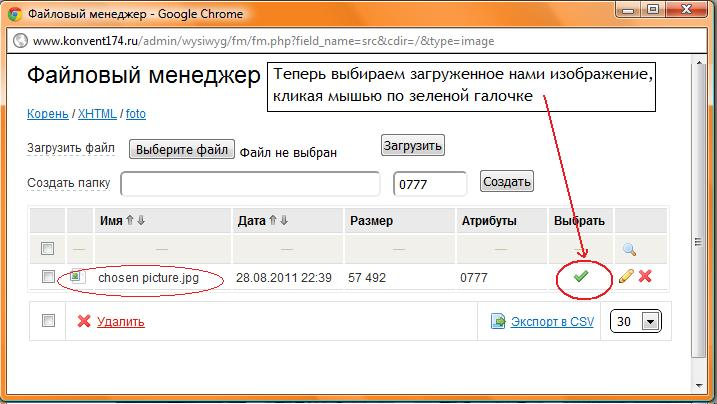 Файловый менеджер - Google Chrome
www.konvent174.ru/admin/wysiwyg/fm/fm.php?field_name=src&cdir=/&type=image
Файловый менеджер
Теперь выбираем загруженное нами изображение,
кликая мышью по зеленой галочке
Корень / XHTML / foto
Загрузить файл Выберите файл Файл не выбран Загрузить
Создать папку 0777 Создать
Имя Дата Размер Атрибуты Выбрать
chosen picture.jpg 28.08.2011 22:39 57 492 0777
Удалить Экспорт в CSV 30